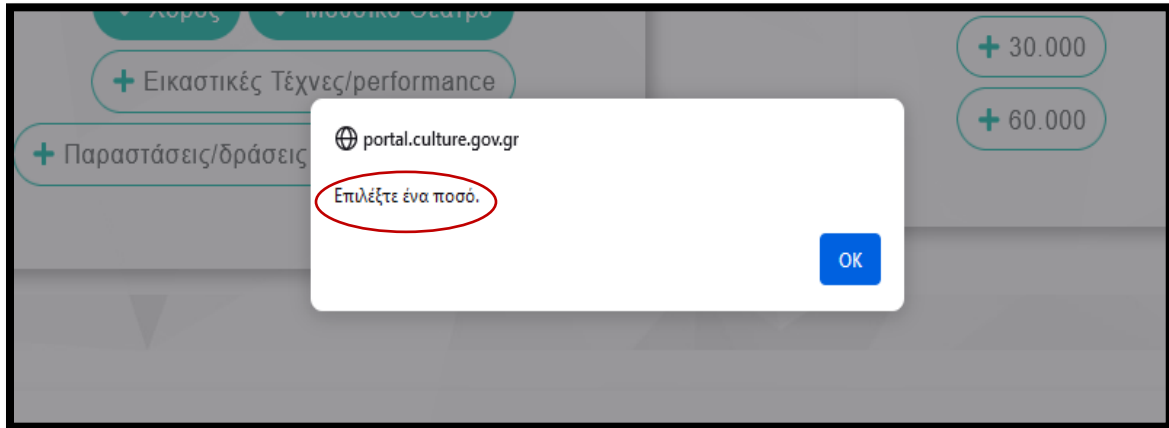 Χορός Μουσικό Θέατρο
+ 30.000
+ Εικαστικές Τέχνες/performance
+ 60.000
portal.culture.gov.gr
+ Παραστάσεις/δράσεις
Επιλέξτε ένα ποσό.
OK